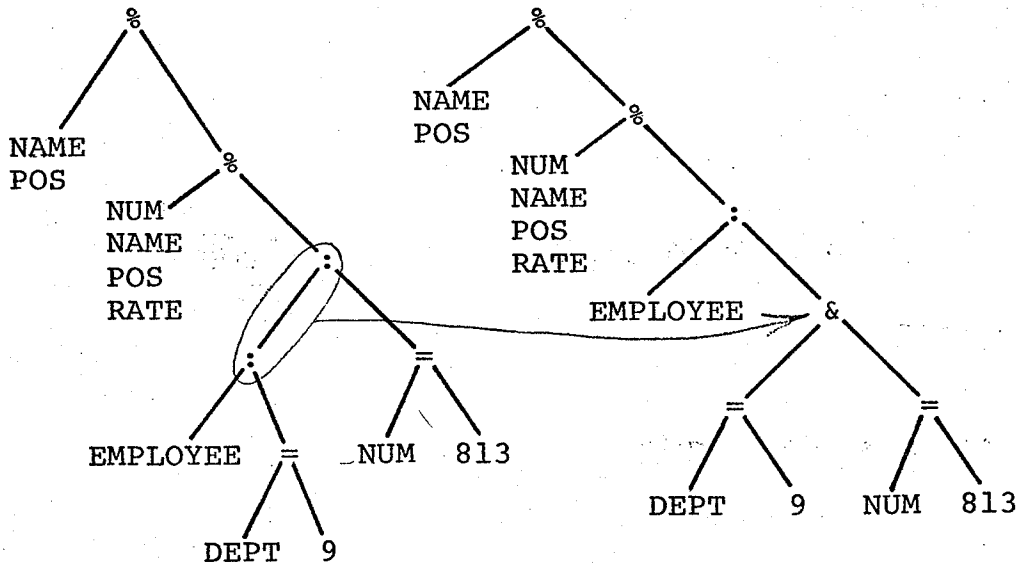 %
NAME
POS
%
NUM
NAME
POS
RATE
:
:
=
EMPLOYEE
=
NUM 813
DEPT 9
%
NAME
POS
%
NUM
NAME
POS
RATE
:
EMPLOYEE
&
= =
DEPT 9 NUM 813